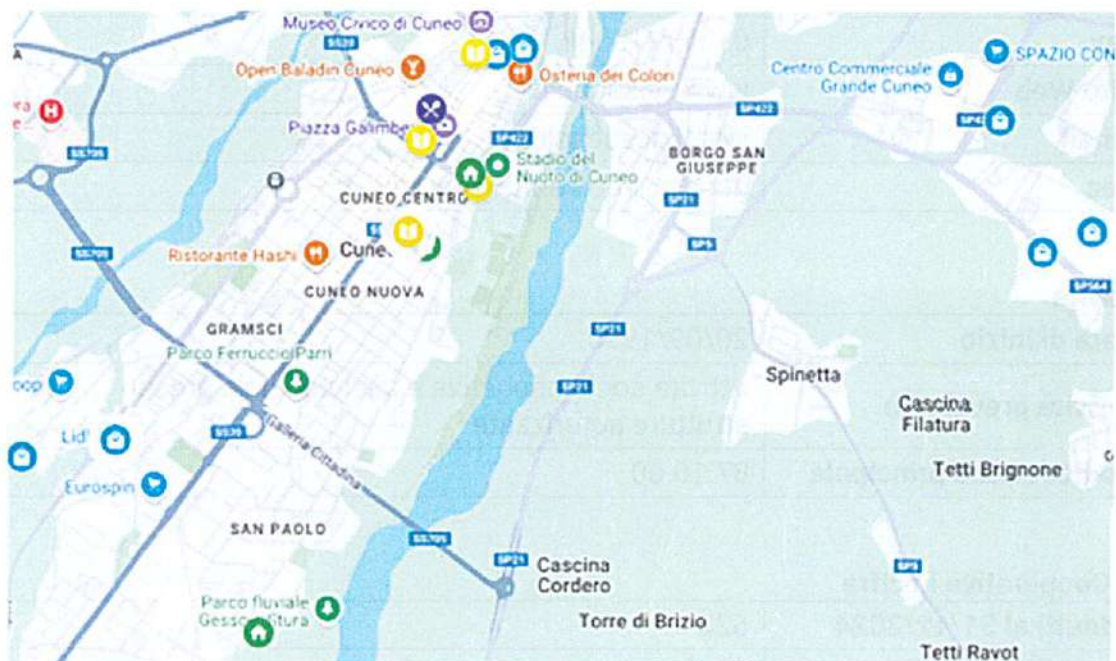 Museo Civico di Cuneo
SS20
A
Open Baladin Cuneo
Osteria dei Colori
SPAZIO CON
Centro Commerciale
Grande Cuneo
H
SP422
Piazza Galimbe
SS705
SP422
Stadio del
Nuoto di Cuneo
BORGO SAN
GIUSEPPE
CUNEO CENTRO
SP21
SP5
SS705
Ristorante Hashi
Cune
CUNEO NUOVA
SP564
GRAMSCI
SP21
Parco Ferruccio Parri
Spinetta
SP21
oop
Cascina
Filatura
SS20
Lidl
Galleria Cittadina
Tetti Brignone
Eurospin
SAN PAOLO
SS705
SP21
Cascina
Cordero
SP5
Parco fluviale
Gesso e Stura
Torre di Brizio
Tetti Ravot